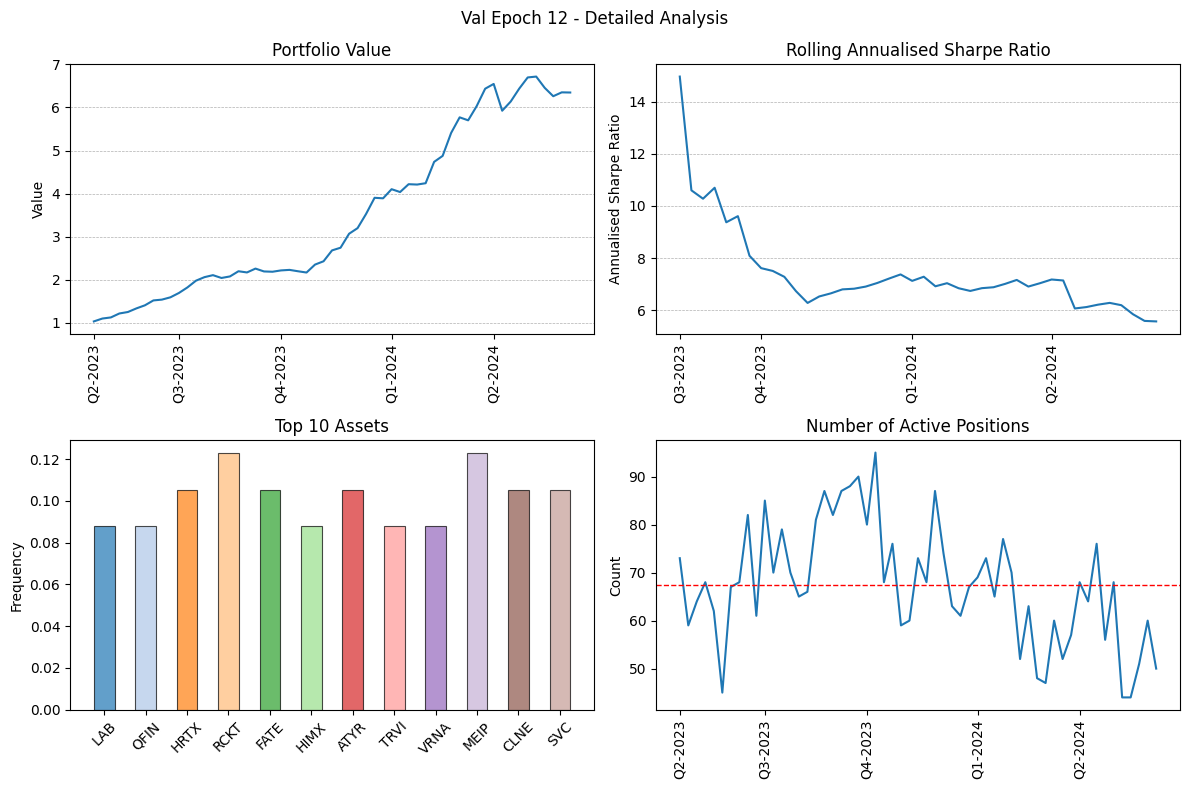 Val Epoch 12 - Detailed Analysis
Portfolio Value
Value
7
6
5
4
3
2
1
Q2-2023
Q3-2023
Q4-2023
Q1-2024
Q2-2024
Rolling Annualised Sharpe Ratio
Annualised Sharpe Ratio
14
12
10
8
6
Q3-2023
Q4-2023
Q1-2024
Q2-2024
Top 10 Assets
Frequency
0.12
0.10
0.08
0.06
0.04
0.02
0.00
LAB
QFIN
HRTX
RCKT
FATE
HIMX
ATYR
TRVI
VRNA
MEIP
CLNE
SVC
Number of Active Positions
Count
90
80
70
60
50
Q2-2023
Q3-2023
Q4-2023
Q1-2024
Q2-2024